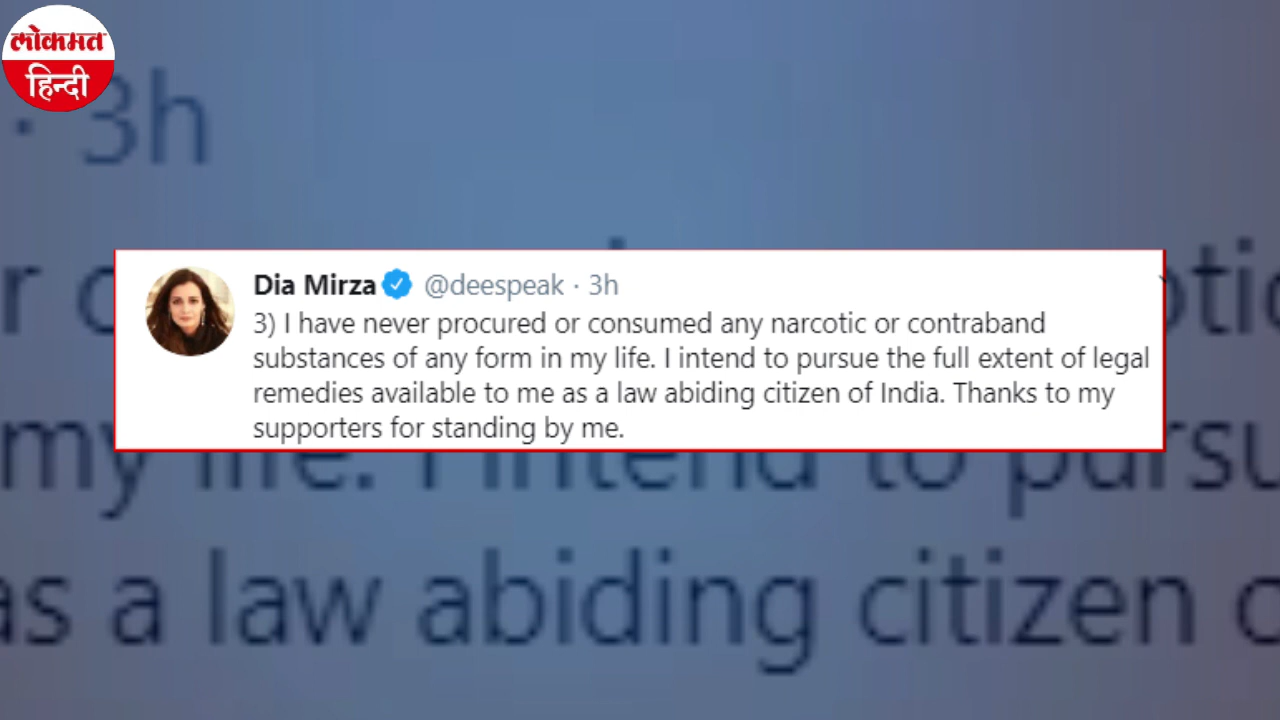 लोकमत
हिन्दी
· 3h
Dia Mirza @deespeak · 3h
3) I have never procured or consumed any narcotic or contraband
substances of any form in my life. I intend to pursue the full extent of legal
remedies available to me as a law abiding citizen of India. Thanks to my
supporters for standing by me.
my life. I intend to pursu
as a law abiding citizen o